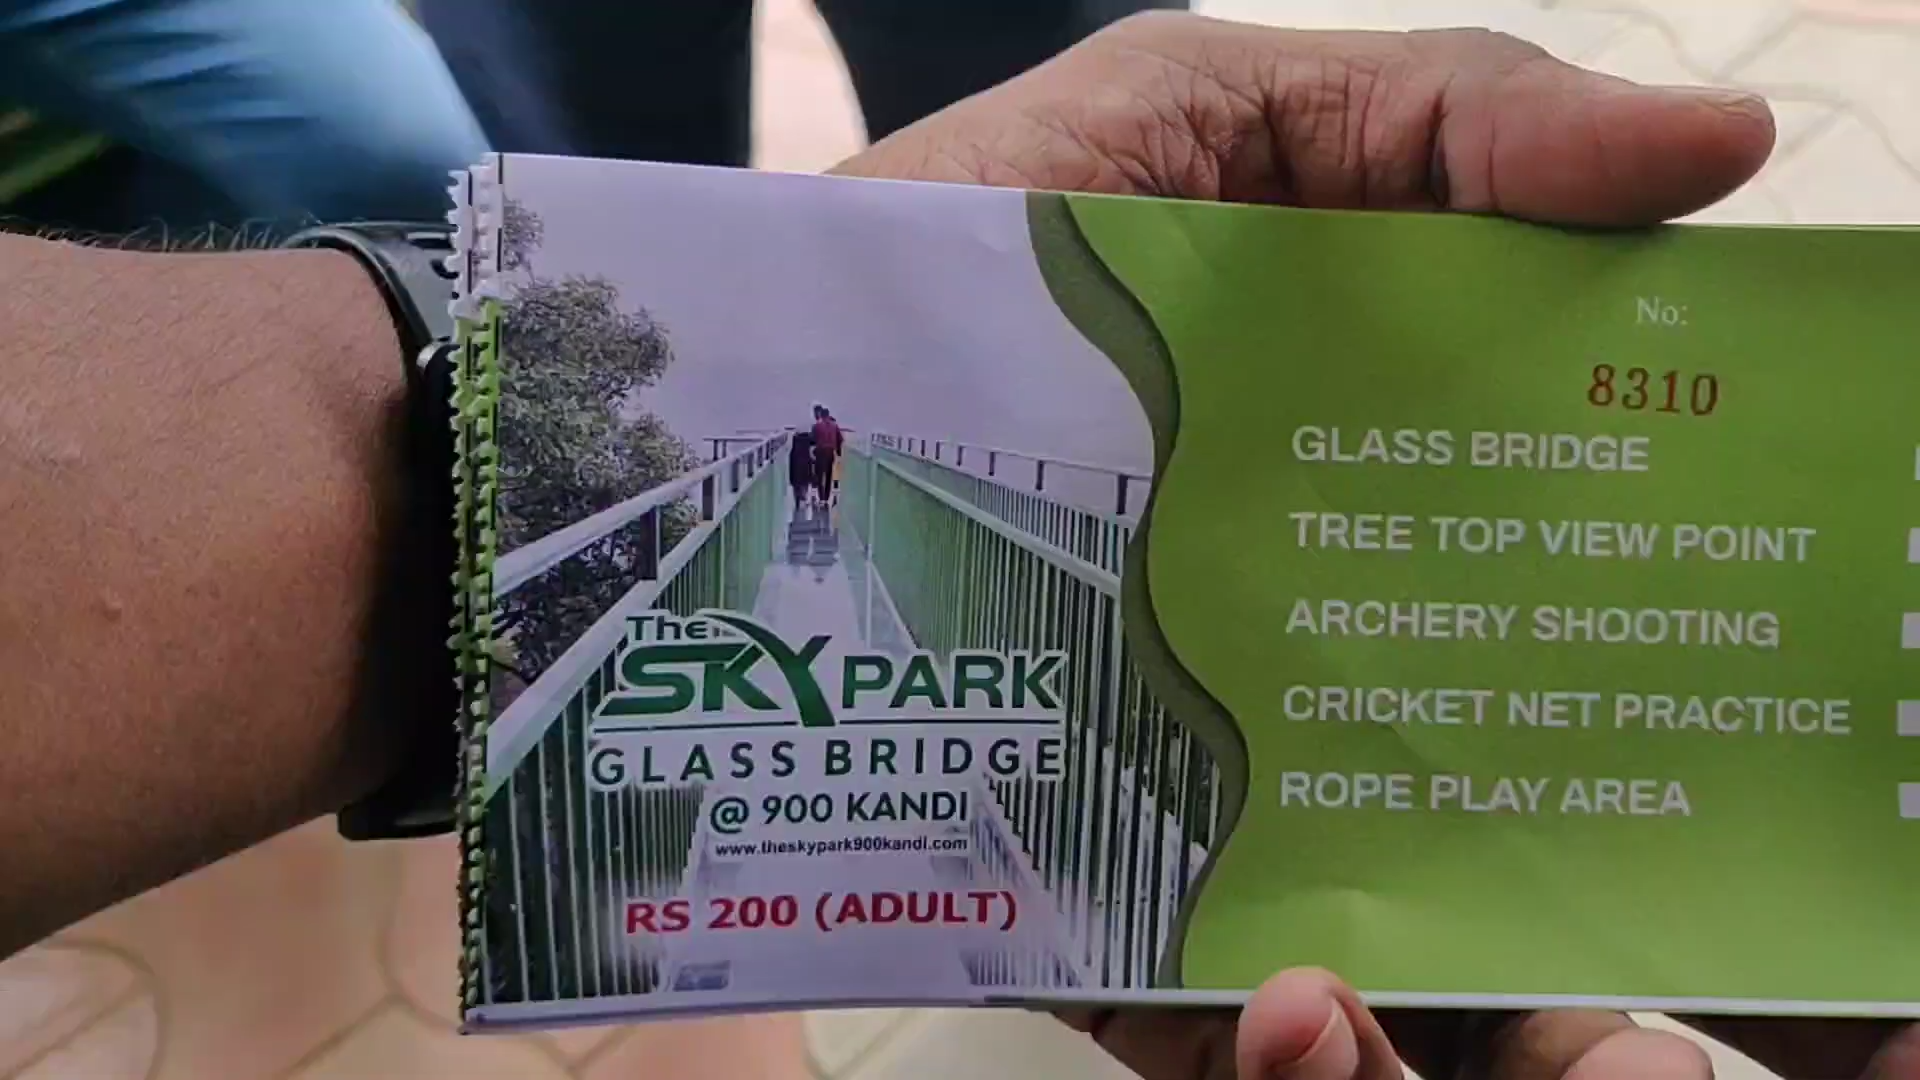 The
SKY PARK
GLASS BRIDGE
@ 900 KANDI
www.theskypark900kandi.com
RS 200 (ADULT)
No:
8310
GLASS BRIDGE
TREE TOP VIEW POINT
ARCHERY SHOOTING
CRICKET NET PRACTICE
ROPE PLAY AREA